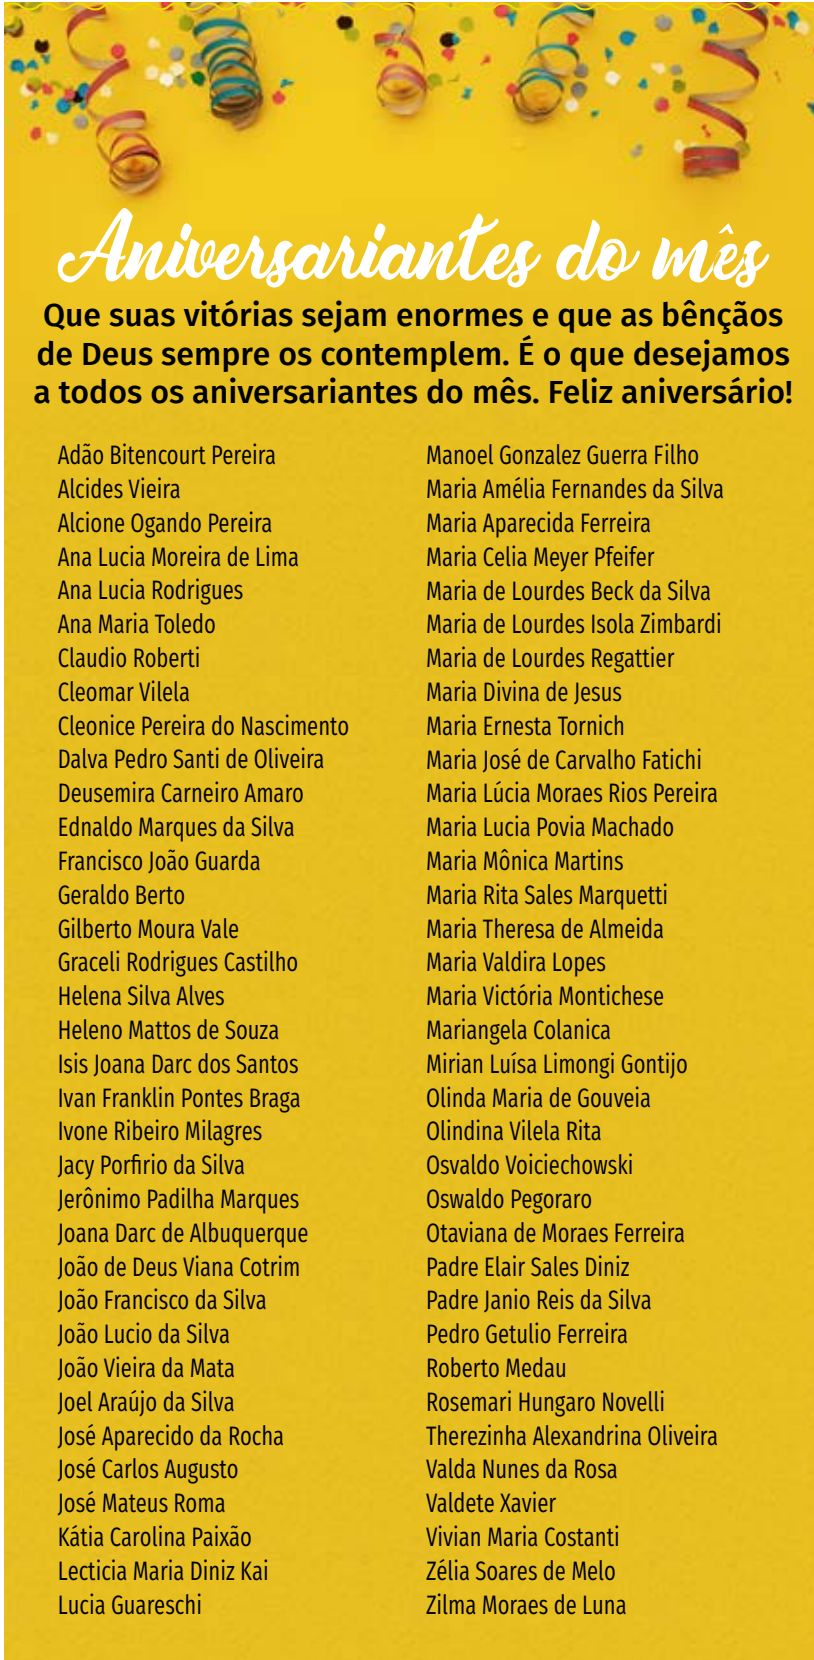 Aniversariantes do mês
Que suas vitórias sejam enormes e que as bênçãos
de Deus sempre os contemplem. É o que desejamos
a todos os aniversariantes do mês. Feliz aniversário!
Adão Bitencourt Pereira
Alcides Vieira
Alcione Ogando Pereira
Ana Lucia Moreira de Lima
Ana Lucia Rodrigues
Ana Maria Toledo
Claudio Roberti
Cleomar Vilela
Cleonice Pereira do Nascimento
Dalva Pedro Santi de Oliveira
Deusemira Carneiro Amaro
Ednaldo Marques da Silva
Francisco João Guarda
Geraldo Berto
Gilberto Moura Vale
Graceli Rodrigues Castilho
Helena Silva Alves
Heleno Mattos de Souza
Isis Joana Darc dos Santos
Ivan Franklin Pontes Braga
Ivone Ribeiro Milagres
Jacy Porfirio da Silva
Jerônimo Padilha Marques
Joana Darc de Albuquerque
João de Deus Viana Cotrim
João Francisco da Silva
João Lucio da Silva
João Vieira da Mata
Joel Araújo da Silva
José Aparecido da Rocha
José Carlos Augusto
José Mateus Roma
Kátia Carolina Paixão
Lecticia Maria Diniz Kai
Lucia Guareschi
Manoel Gonzalez Guerra Filho
Maria Amélia Fernandes da Silva
Maria Aparecida Ferreira
Maria Celia Meyer Pfeifer
Maria de Lourdes Beck da Silva
Maria de Lourdes Isola Zimbardi
Maria de Lourdes Regattier
Maria Divina de Jesus
Maria Ernesta Tornich
Maria José de Carvalho Fatichi
Maria Lúcia Moraes Rios Pereira
Maria Lucia Povia Machado
Maria Mônica Martins
Maria Rita Sales Marquetti
Maria Theresa de Almeida
Maria Valdira Lopes
Maria Victória Montichese
Mariangela Colanica
Mirian Luísa Limongi Gontijo
Olinda Maria de Gouveia
Olindina Vilela Rita
Osvaldo Voiciechowski
Oswaldo Pegoraro
Otaviana de Moraes Ferreira
Padre Elair Sales Diniz
Padre Janio Reis da Silva
Pedro Getulio Ferreira
Roberto Medau
Rosemari Hungaro Novelli
Therezinha Alexandrina Oliveira
Valda Nunes da Rosa
Valdete Xavier
Vivian Maria Costanti
Zélia Soares de Melo
Zilma Moraes de Luna